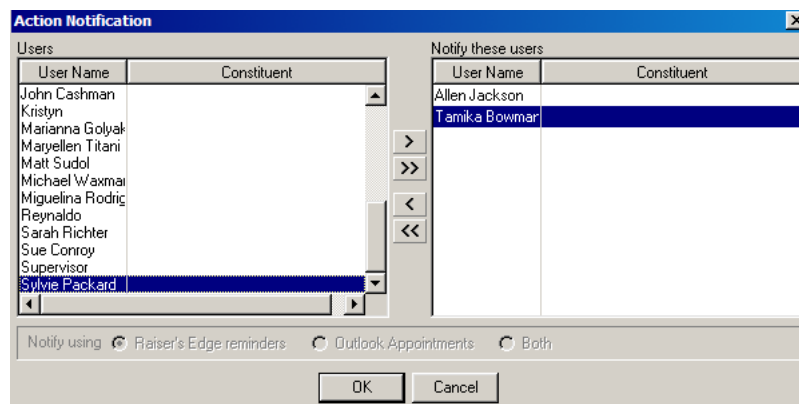 Action Notification
Users
Notify these users
User Name Constituent
User Name Constituent
John Cashman
Kristyn
Marianna Golyak
Maryellen Titani
Matt Sudol
Michael Waxman
Miguelina Rodrig
Reynaldo
Sarah Richter
Sue Conroy
Supervisor
Sylvie Packard
Allen Jackson
Tamika Bowman
>
>>
<
<<
Notify using Raiser's Edge reminders Outlook Appointments Both
OK Cancel